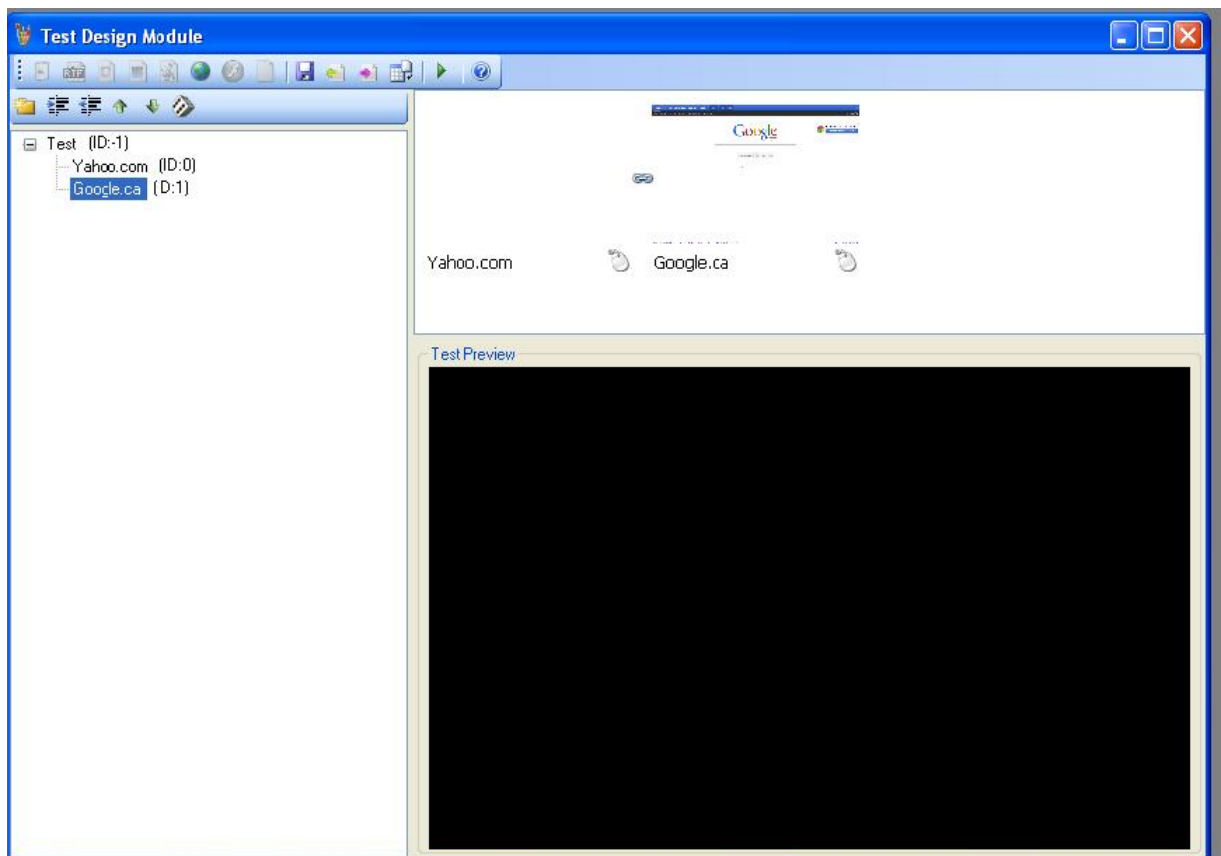 Test Design Module
RTF
Test (ID:-1)
Yahoo.com (ID:0)
Google.ca (D:1)
Google
Yahoo.com
Google.ca
Test Preview